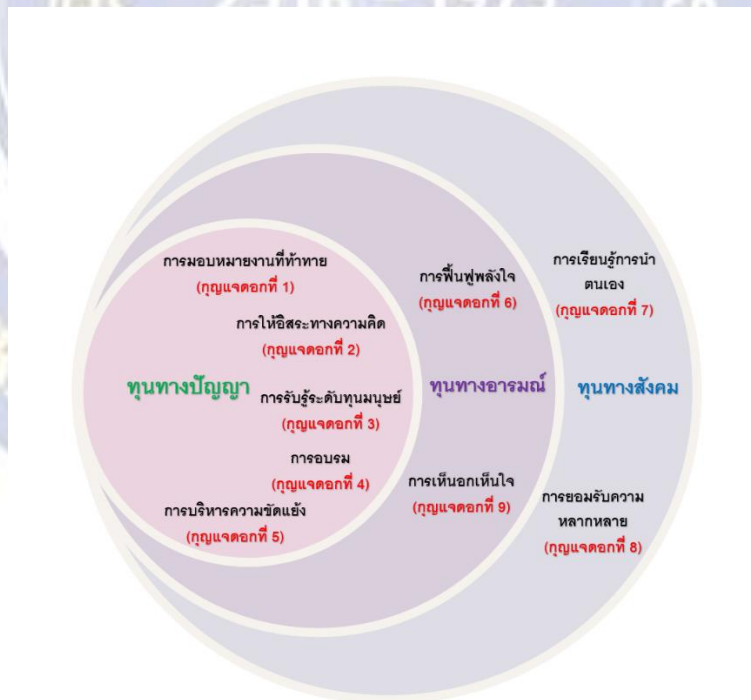 การมอบหมายงานที่ท้าทาย
(กุญแจดอกที่ 1)
การให้อิสระทางความคิด
(กุญแจดอกที่ 2)
ทุนทางปัญญา
การรับรู้ระดับทุนมนุษย์
(กุญแจดอกที่ 3)
การอบรม
(กุญแจดอกที่ 4)
การบริหารความขัดแย้ง
(กุญแจดอกที่ 5)
การฟื้นฟูพลังใจ
(กุญแจดอกที่ 6)
ทุนทางอารมณ์
การเห็นอกเห็นใจ
(กุญแจดอกที่ 9)
การเรียนรู้การนำ
ตนเอง
(กุญแจดอกที่ 7)
ทุนทางสังคม
การยอมรับความ
หลากหลาย
(กุญแจดอกที่ 8)